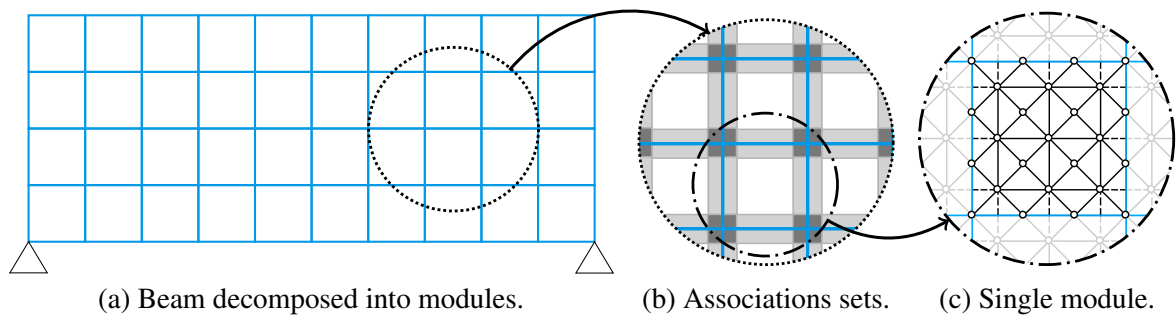 (a) Beam decomposed into modules.
(b) Associations sets.
(c) Single module.